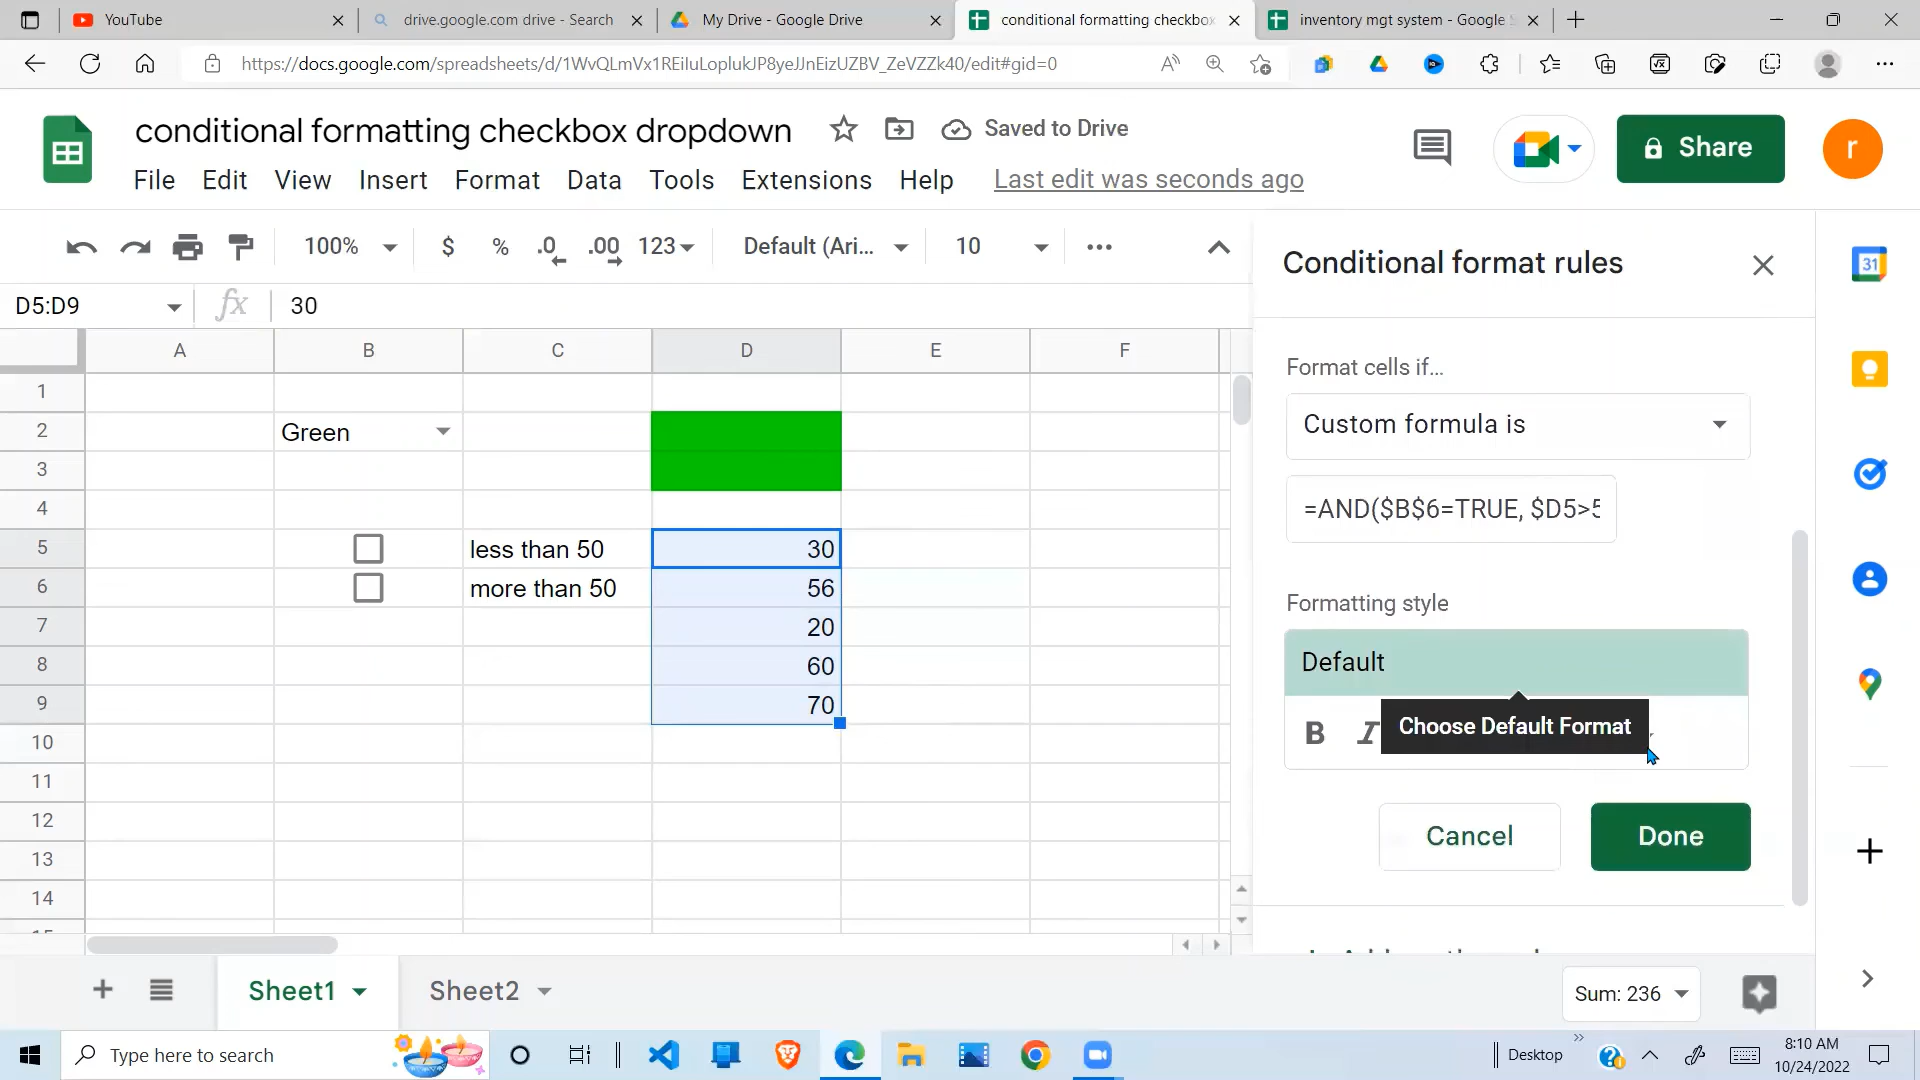 YouTube
drive.google.com drive - Search
My Drive - Google Drive
conditional formatting checkbox
inventory mgt system - Google S
https://docs.google.com/spreadsheets/d/1WvQLmVx1REiIuLoplukJP8yeJJnEizUZBV_ZeVZZk40/edit#gid=0
conditional formatting checkbox dropdown
Saved to Drive
Share
r
File Edit View Insert Format Data Tools Extensions Help Last edit was seconds ago
100% $ % .0 .00 123 Default (Ari... 10
D5:D9 fx 30
A B C D E F
1
2 Green
3
4
5 less than 50 30
6 more than 50 56
7 20
8 60
9 70
10
11
12
13
14
Conditional format rules
Format cells if...
Custom formula is
=AND($B$6=TRUE, $D5>5
Formatting style
Default
Choose Default Format
B I
Cancel Done
31
Sheet1 Sheet2
Sum: 236
Type here to search
Desktop
8:10 AM
10/24/2022